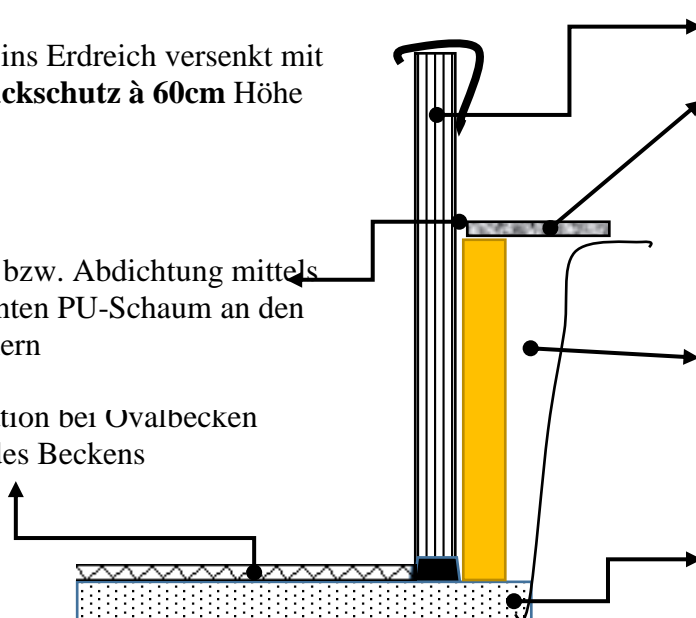 ins Erdreich versenkt mit
ckschutz à 60cm Höhe
bzw. Abdichtung mittels
nten PU-Schaum an den
ern
tion bei Ovalbecken
des Beckens